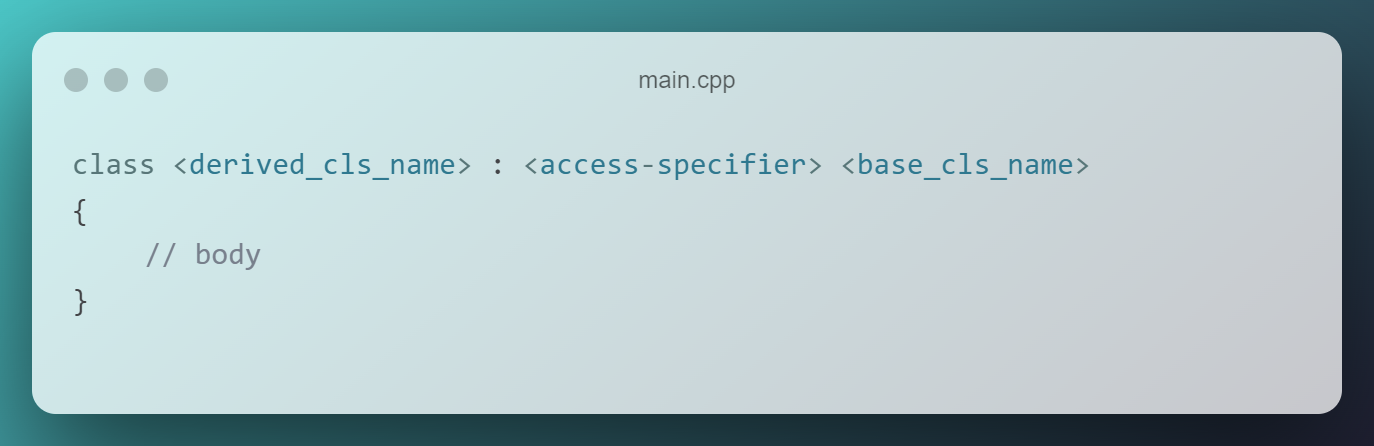 main.cpp
class <derived_cls_name> : <access-specifier> <base_cls_name>
{
    // body
}